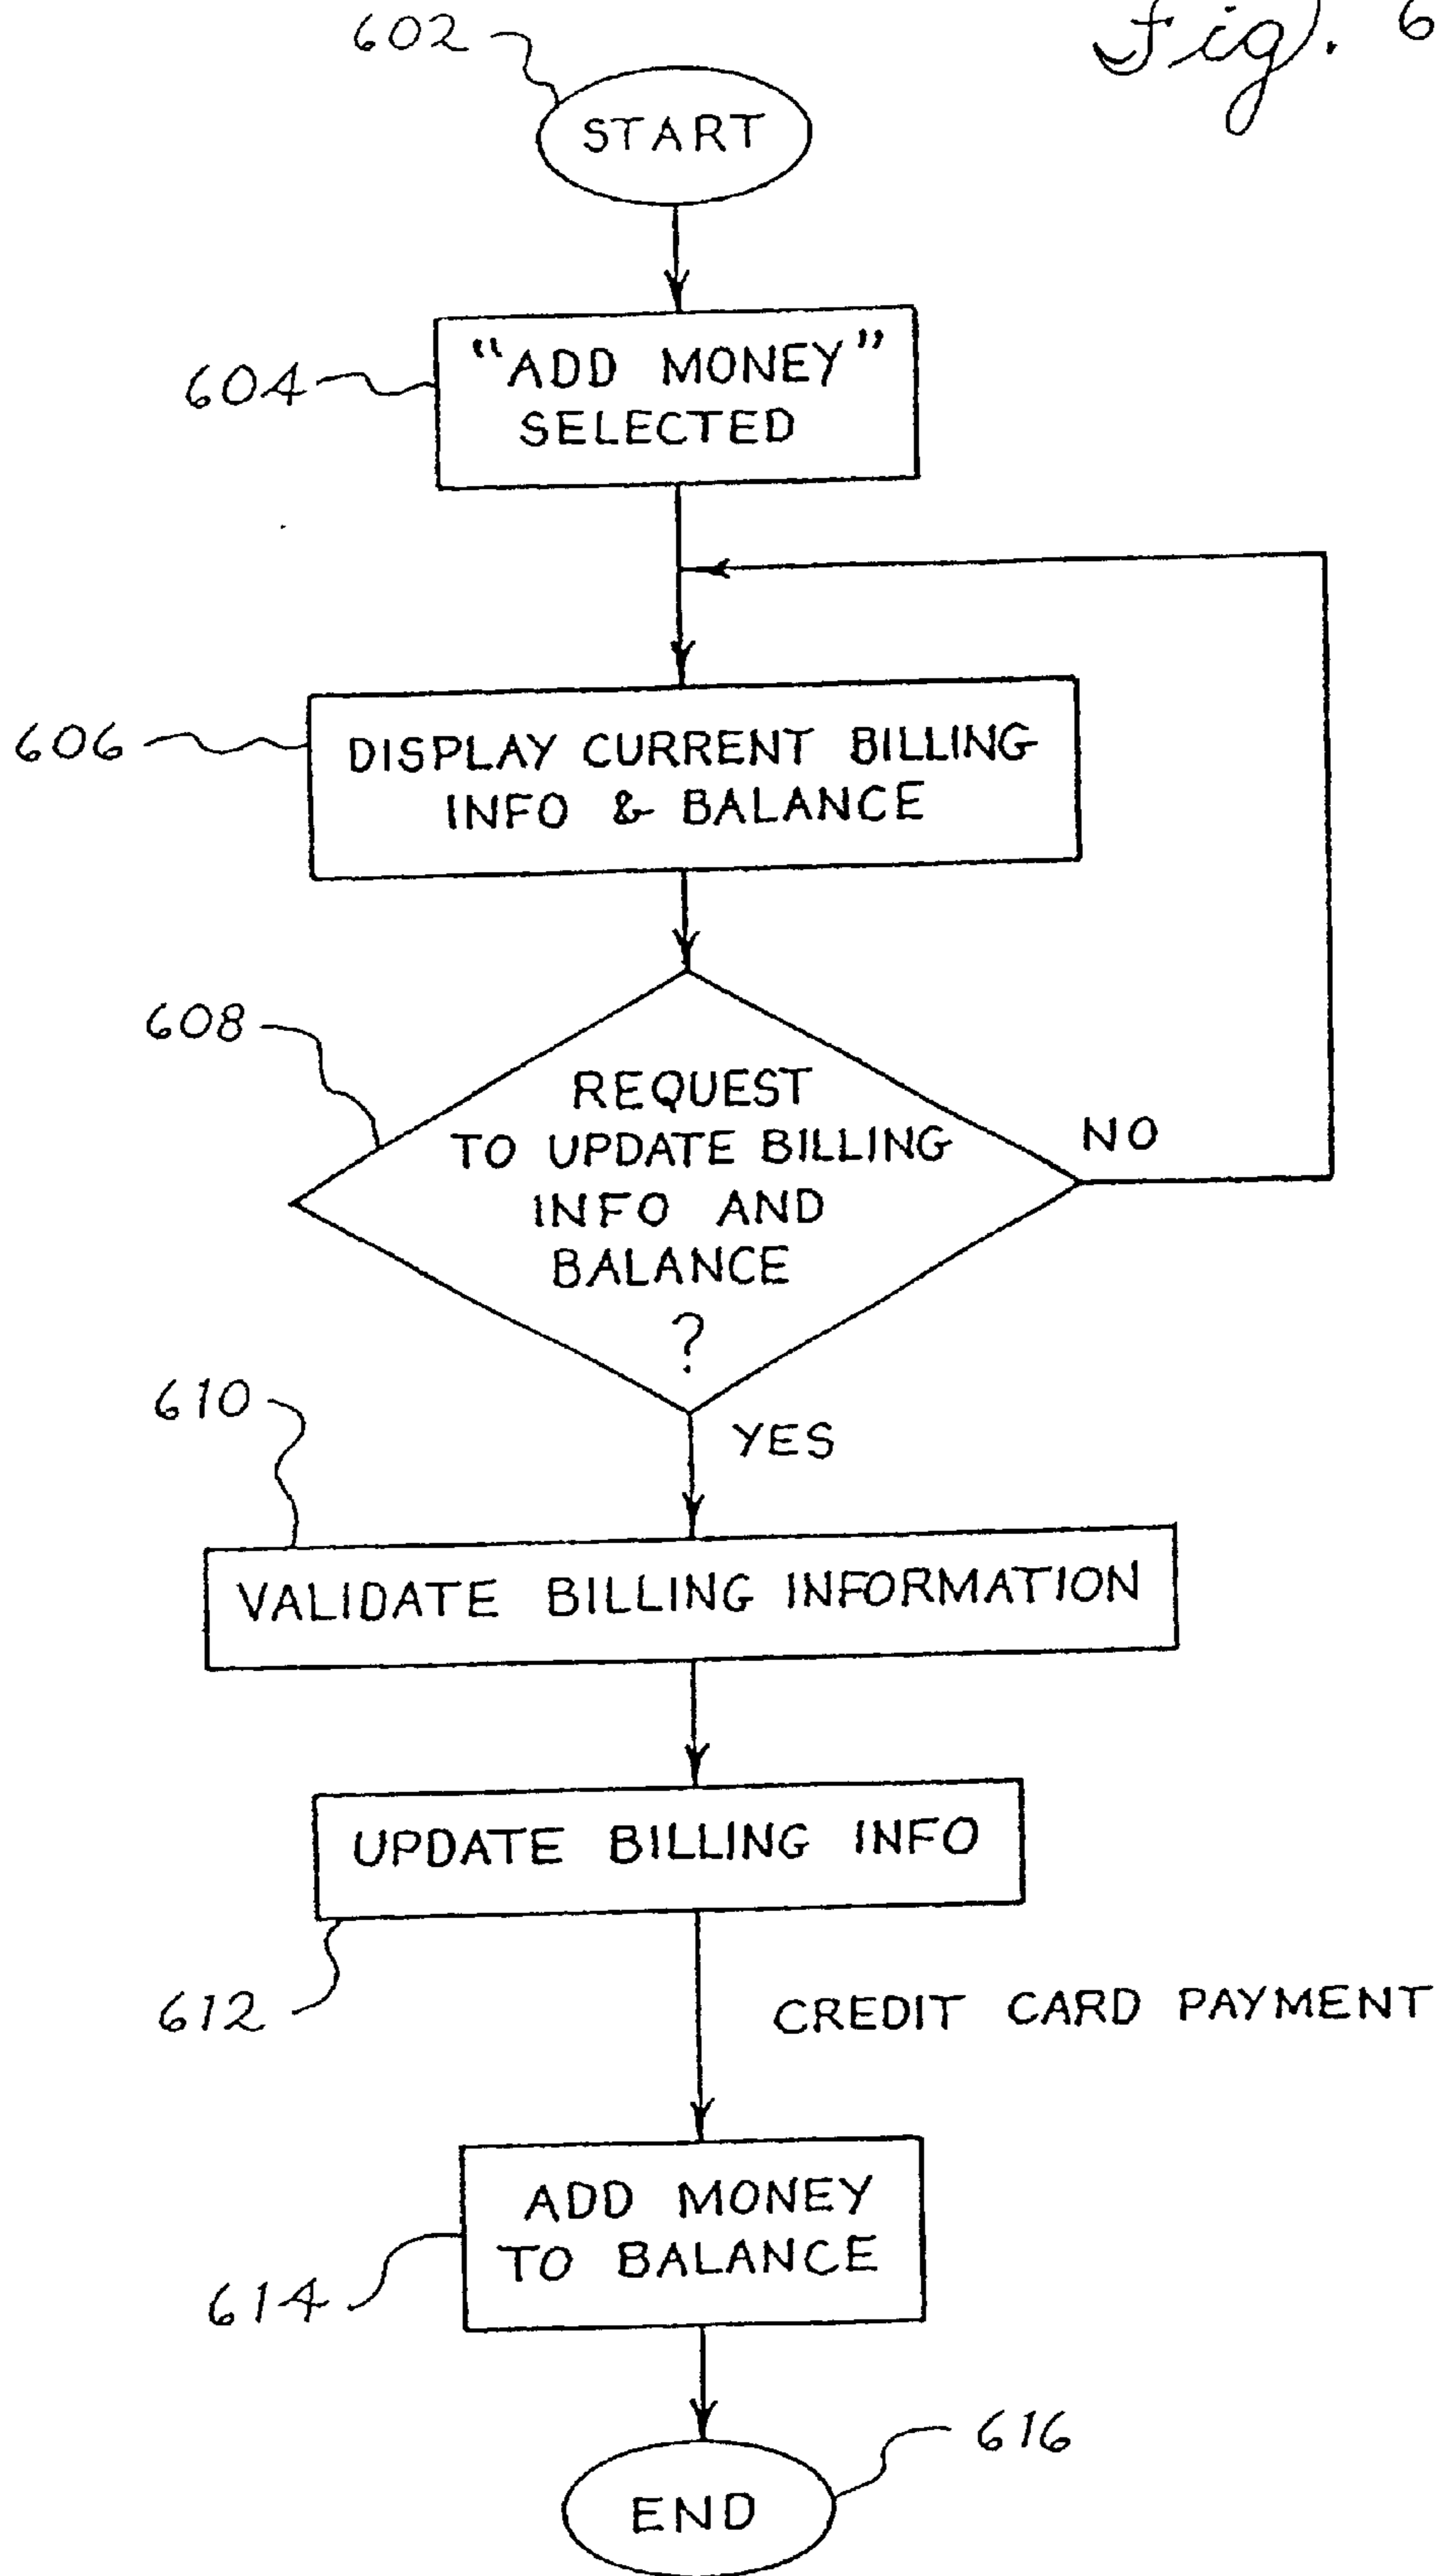 Fig. 6
602
START
604
"ADD MONEY"
SELECTED
606
DISPLAY CURRENT BILLING
INFO & BALANCE
608
REQUEST
TO UPDATE BILLING
INFO AND
BALANCE
?
NO
YES
610
VALIDATE BILLING INFORMATION
UPDATE BILLING INFO
612
CREDIT CARD PAYMENT
ADD MONEY
TO BALANCE
614
616
END